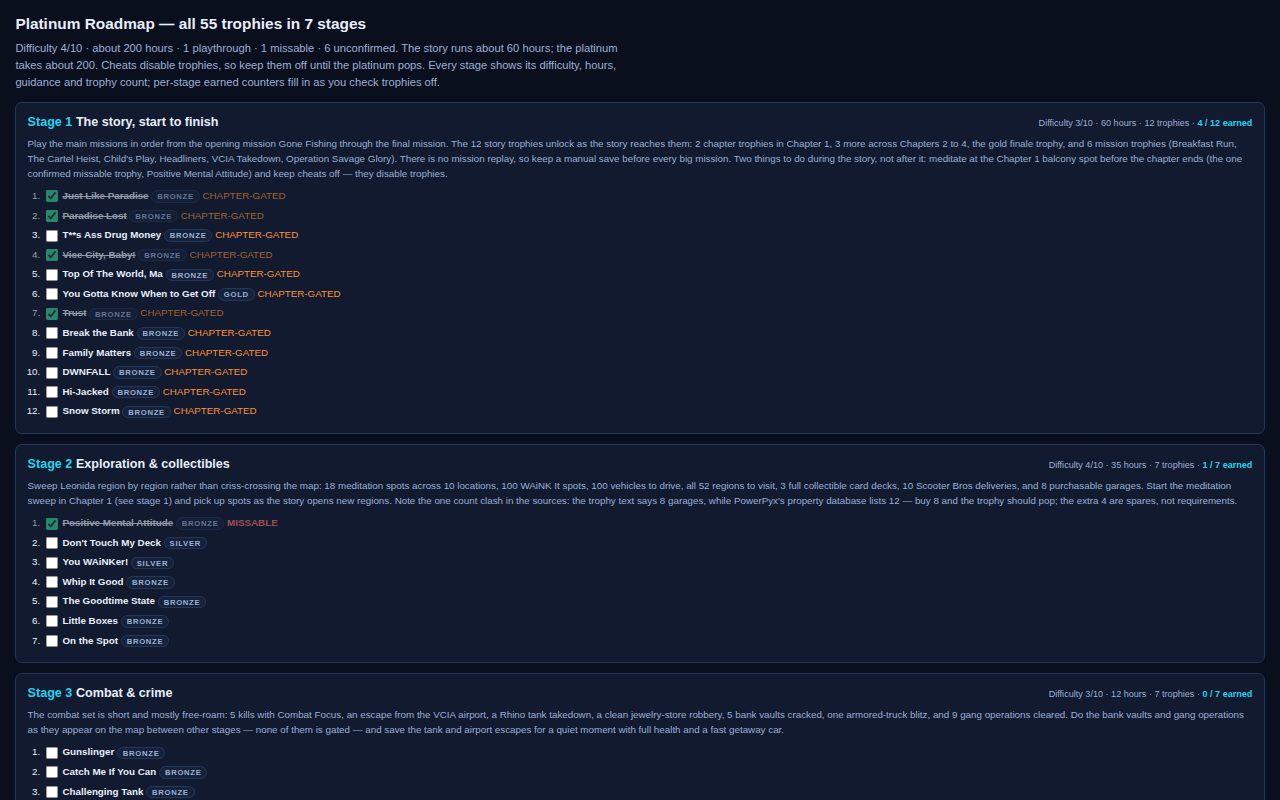 Platinum Roadmap — all 55 trophies in 7 stages
Difficulty 4/10 · about 200 hours · 1 playthrough · 1 missable · 6 unconfirmed. The story runs about 60 hours; the platinum
takes about 200. Cheats disable trophies, so keep them off until the platinum pops. Every stage shows its difficulty, hours,
guidance and trophy count; per-stage earned counters fill in as you check trophies off.
Stage 1 The story, start to finish
Difficulty 3/10 · 60 hours · 12 trophies · 4 / 12 earned
Play the main missions in order from the opening mission Gone Fishing through the final mission. The 12 story trophies unlock as the story reaches them: 2 chapter trophies in Chapter 1, 3 more across Chapters 2 to 4, the gold finale trophy, and 6 mission trophies (Breakfast Run,
The Cartel Heist, Child's Play, Headliners, VCIA Takedown, Operation Savage Glory). There is no mission replay, so keep a manual save before every big mission. Two things to do during the story, not after it: meditate at the Chapter 1 balcony spot before the chapter ends (the one
confirmed missable trophy, Positive Mental Attitude) and keep cheats off — they disable trophies.
1. Just Like Paradise BRONZE CHAPTER-GATED
2. Paradise Lost BRONZE CHAPTER-GATED
3. T**s Ass Drug Money BRONZE CHAPTER-GATED
4. Vice City, Baby! BRONZE CHAPTER-GATED
5. Top Of The World, Ma BRONZE CHAPTER-GATED
6. You Gotta Know When to Get Off GOLD CHAPTER-GATED
7. Trust BRONZE CHAPTER-GATED
8. Break the Bank BRONZE CHAPTER-GATED
9. Family Matters BRONZE CHAPTER-GATED
10. DWNFALL BRONZE CHAPTER-GATED
11. Hi-Jacked BRONZE CHAPTER-GATED
12. Snow Storm BRONZE CHAPTER-GATED
Stage 2 Exploration & collectibles
Difficulty 4/10 · 35 hours · 7 trophies · 1 / 7 earned
Sweep Leonida region by region rather than criss-crossing the map: 18 meditation spots across 10 locations, 100 WAiNK It spots, 100 vehicles to drive, all 52 regions to visit, 3 full collectible card decks, 10 Scooter Bros deliveries, and 8 purchasable garages. Start the meditation
sweep in Chapter 1 (see stage 1) and pick up spots as the story opens new regions. Note the one count clash in the sources: the trophy text says 8 garages, while PowerPyx's property database lists 12 — buy 8 and the trophy should pop; the extra 4 are spares, not requirements.
1. Positive Mental Attitude BRONZE MISSABLE
2. Don't Touch My Deck SILVER
3. You WAiNKer! SILVER
4. Whip It Good BRONZE
5. The Goodtime State BRONZE
6. Little Boxes BRONZE
7. On the Spot BRONZE
Stage 3 Combat & crime
Difficulty 3/10 · 12 hours · 7 trophies · 0 / 7 earned
The combat set is short and mostly free-roam: 5 kills with Combat Focus, an escape from the VCIA airport, a Rhino tank takedown, a clean jewelry-store robbery, 5 bank vaults cracked, one armored-truck blitz, and 9 gang operations cleared. Do the bank vaults and gang operations
as they appear on the map between other stages — none of them is gated — and save the tank and airport escapes for a quiet moment with full health and a fast getaway car.
1. Gunslinger BRONZE
2. Catch Me If You Can BRONZE
3. Challenging Tank BRONZE